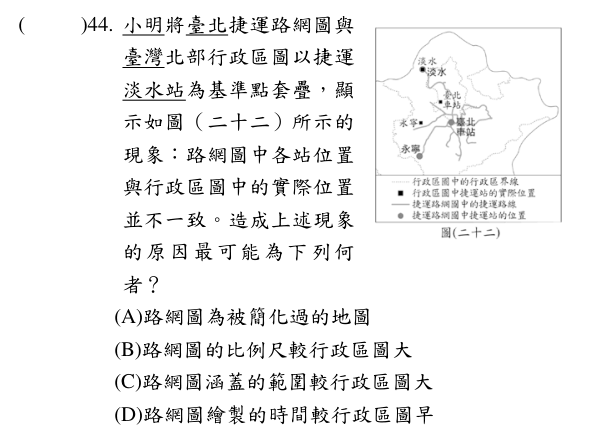 (　　)44. 小明將臺北捷運路網圖與
臺灣北部行政區圖以捷運
淡水站為基準點套疊，顯
示如圖（二十二）所示的
現象：路網圖中各站位置
與行政區圖中的實際位置
並不一致。造成上述現象
的原因最可能為下列何
者？
(A)路網圖為被簡化過的地圖
(B)路網圖的比例尺較行政區圖大
(C)路網圖涵蓋的範圍較行政區圖大
(D)路網圖繪製的時間較行政區圖早
淡水
淡水
臺北
車站
永寧
臺北
車站
永寧
行政區圖中的行政區界線
行政區圖中捷運站的實際位置
捷運路網圖中的捷運路線
捷運路網圖中捷運站的位置
圖(二十二)